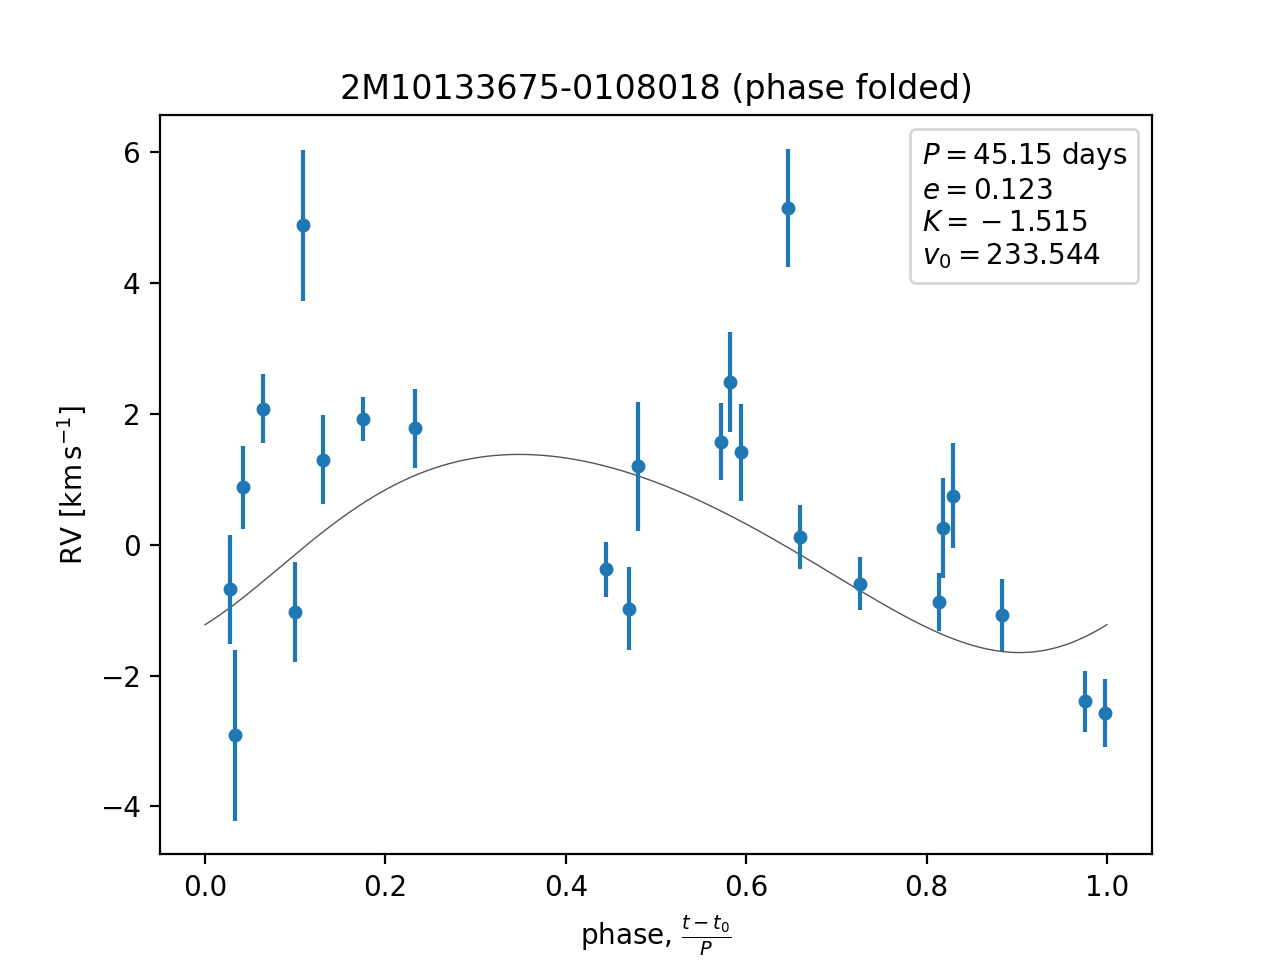 2M10133675-0108018 (phase folded)
P = 45.15 days
e = 0.123
K = −1.515
v₀ = 233.544
6
4
2
0
−2
−4
RV [km s⁻¹]
0.0 0.2 0.4 0.6 0.8 1.0
phase, (t − t₀)/P